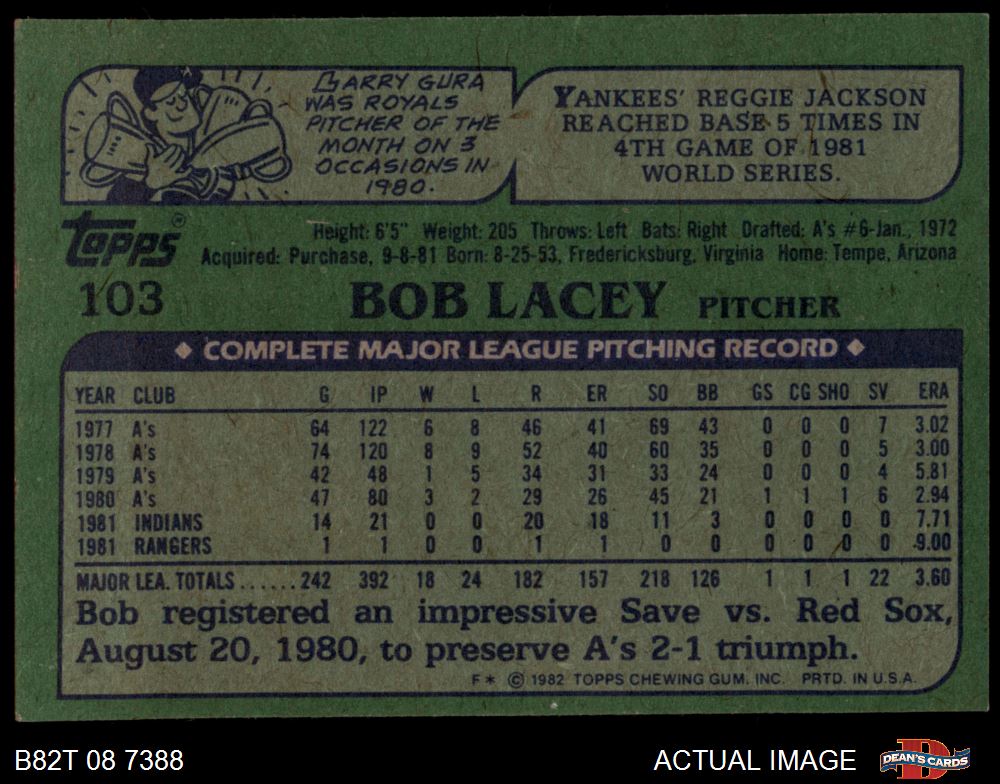 LARRY GURA
WAS ROYALS
PITCHER OF THE
MONTH ON 3
OCCASIONS IN
1980.
YANKEES' REGGIE JACKSON
REACHED BASE 5 TIMES IN
4TH GAME OF 1981
WORLD SERIES.
Topps ®
Height: 6'5" Weight: 205 Throws: Left Bats: Right Drafted: A's #6-Jan., 1972
Acquired: Purchase, 9-8-81 Born: 8-25-53, Fredericksburg, Virginia Home: Tempe, Arizona
103 BOB LACEY PITCHER
◆ COMPLETE MAJOR LEAGUE PITCHING RECORD ◆
YEAR CLUB G IP W L R ER SO BB GS CG SHO SV ERA
1977 A's 64 122 6 8 46 41 69 43 0 0 0 7 3.02
1978 A's 74 120 8 9 52 40 60 35 0 0 0 5 3.00
1979 A's 42 48 1 5 34 31 33 24 0 0 0 4 5.81
1980 A's 47 80 3 2 29 26 45 21 1 1 1 6 2.94
1981 INDIANS 14 21 0 0 20 18 11 3 0 0 0 0 7.71
1981 RANGERS 1 1 0 0 1 1 0 0 0 0 0 0 9.00
MAJOR LEA. TOTALS......242 392 18 24 182 157 218 126 1 1 1 22 3.60
Bob registered an impressive Save vs. Red Sox,
August 20, 1980, to preserve A's 2-1 triumph.
F* © 1982 TOPPS CHEWING GUM, INC. PRTD. IN U.S.A.
B82T 08 7388 ACTUAL IMAGE DEAN'S CARDS